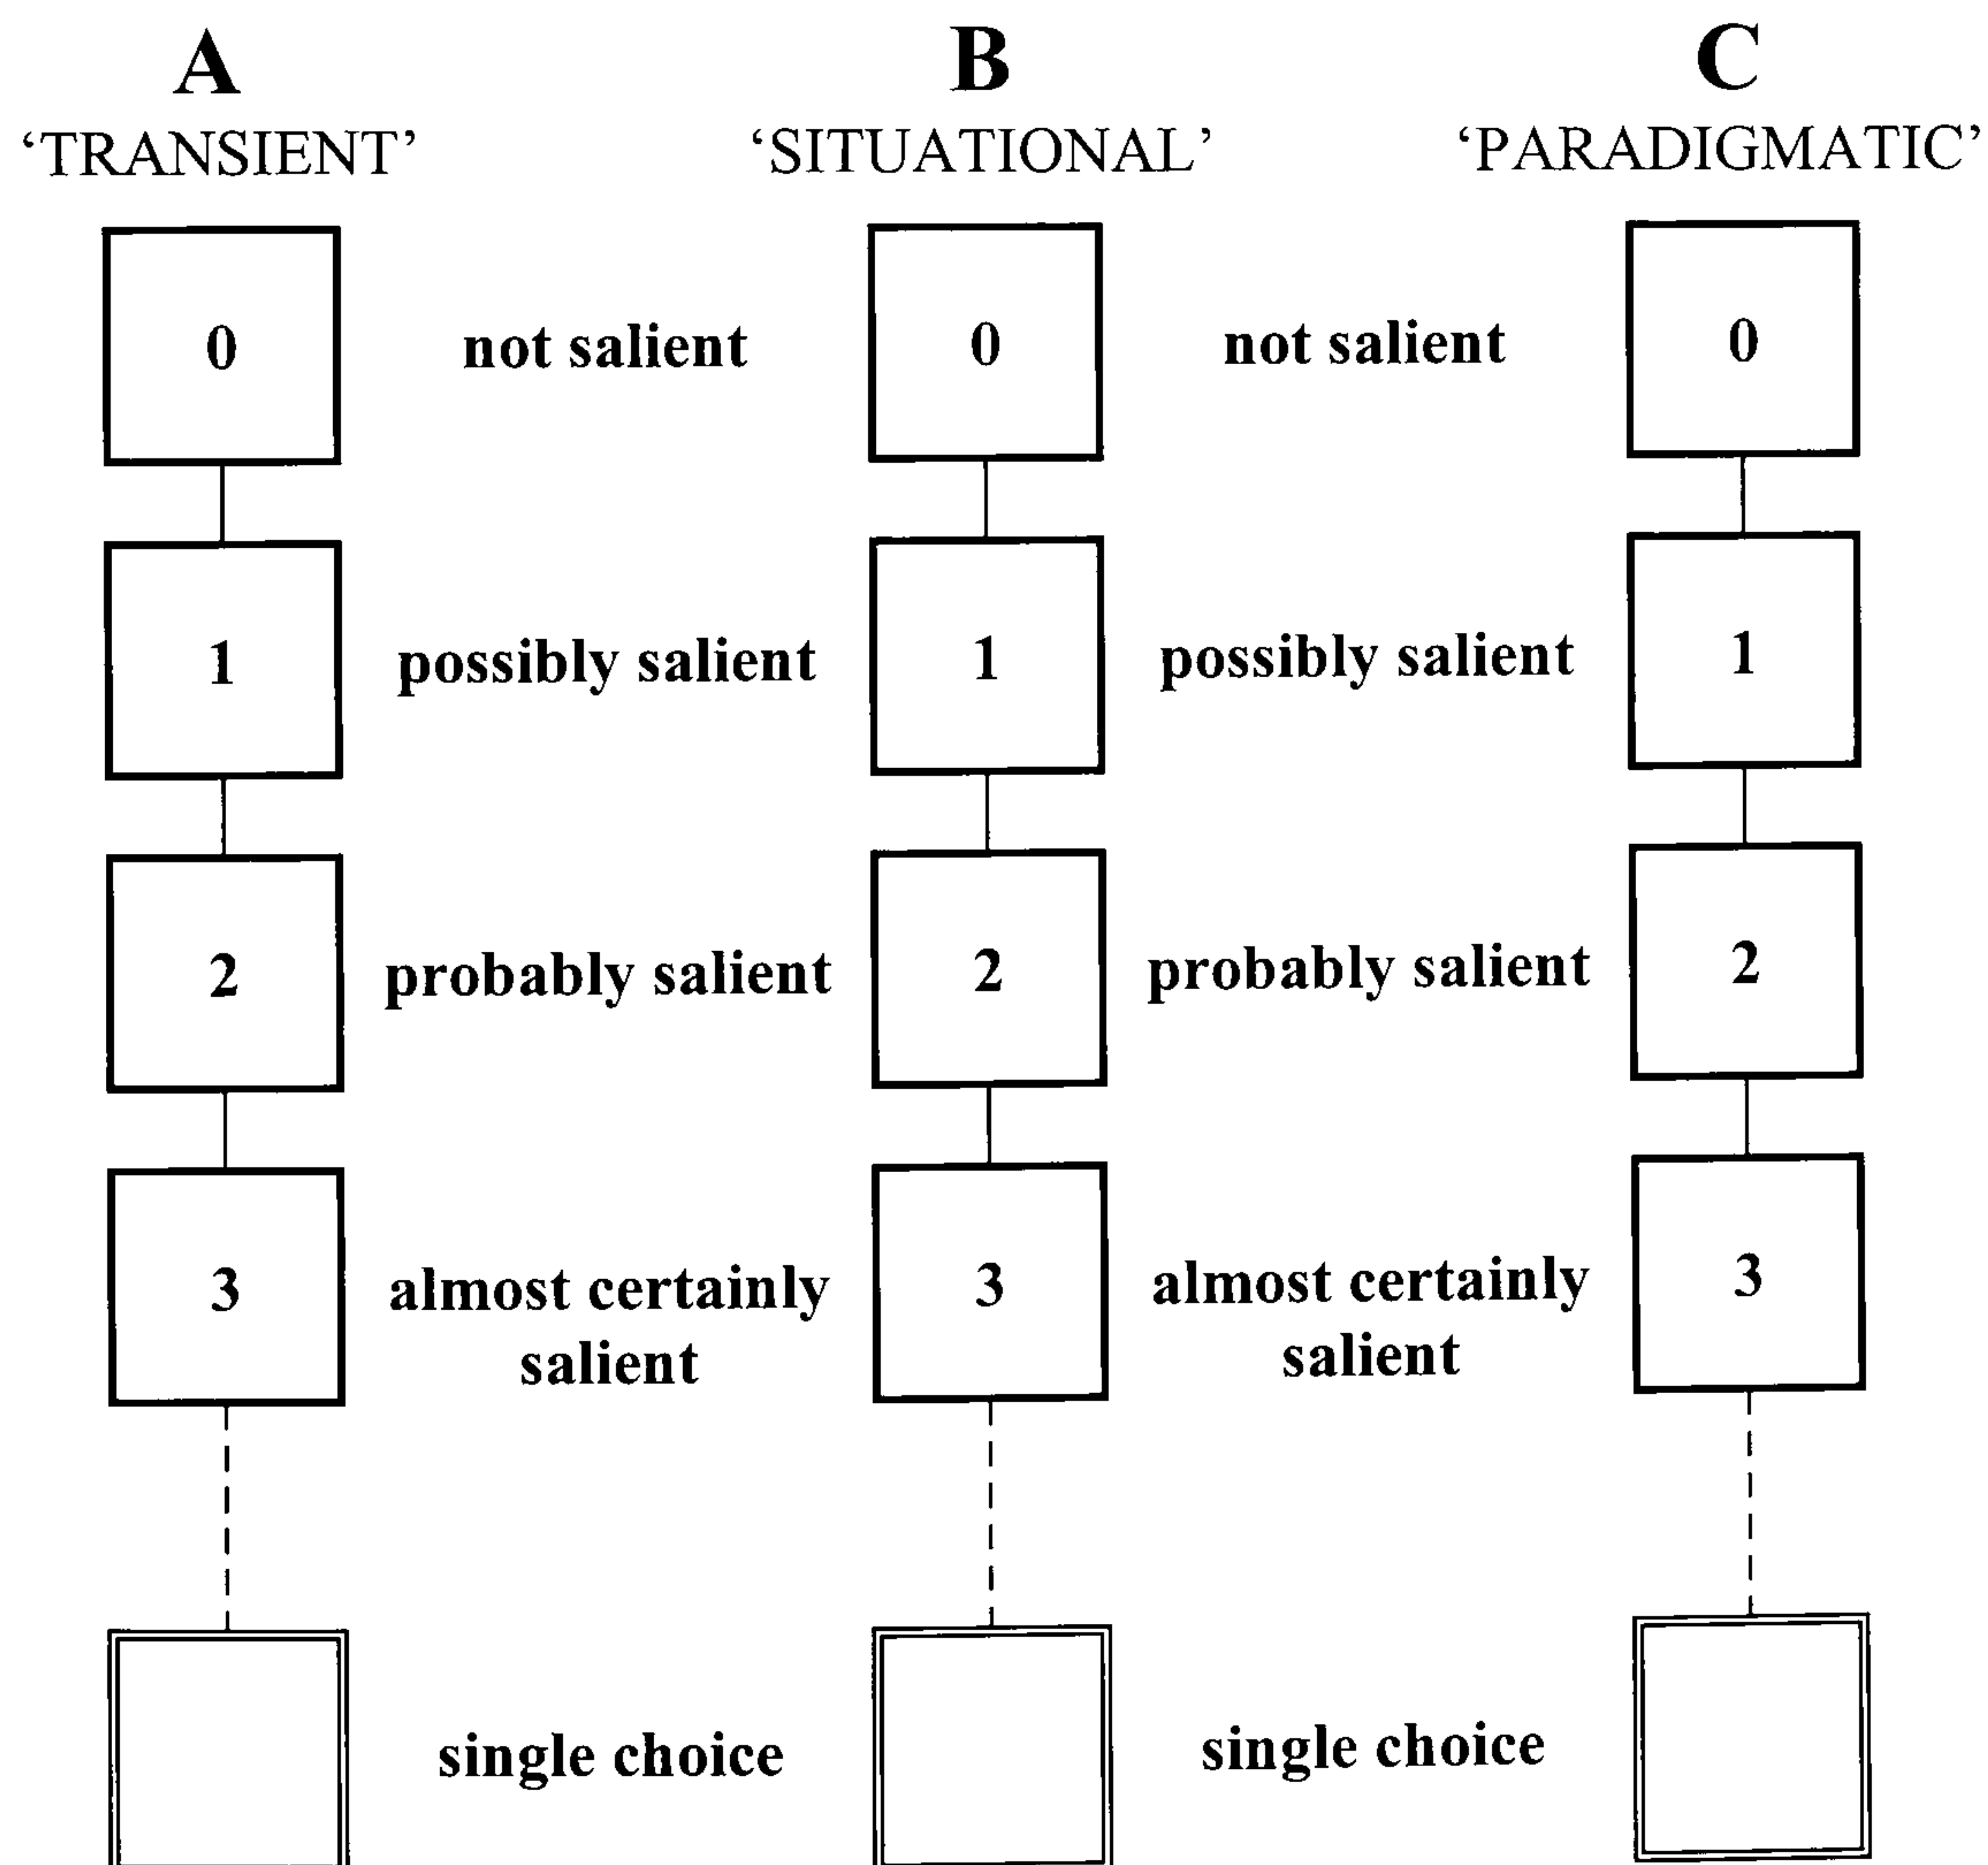 A B C
‘TRANSIENT’ ‘SITUATIONAL’ ‘PARADIGMATIC’
0 not salient 0 not salient 0
1 possibly salient 1 possibly salient 1
2 probably salient 2 probably salient 2
3 almost certainly 3 almost certainly 3
salient salient
single choice single choice